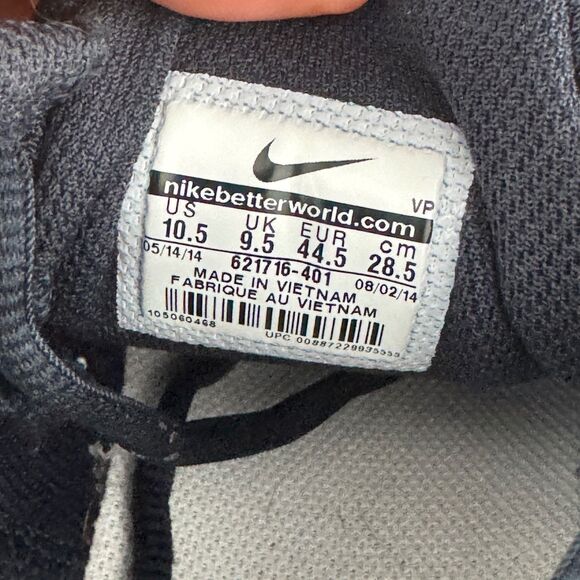 VP
nikebetterworld.com
US UK EUR cm
10.5 9.5 44.5 28.5
05/14/14 621716-401 08/02/14
MADE IN VIETNAM
FABRIQUE AU VIETNAM
105060468
UPC 00887229935555